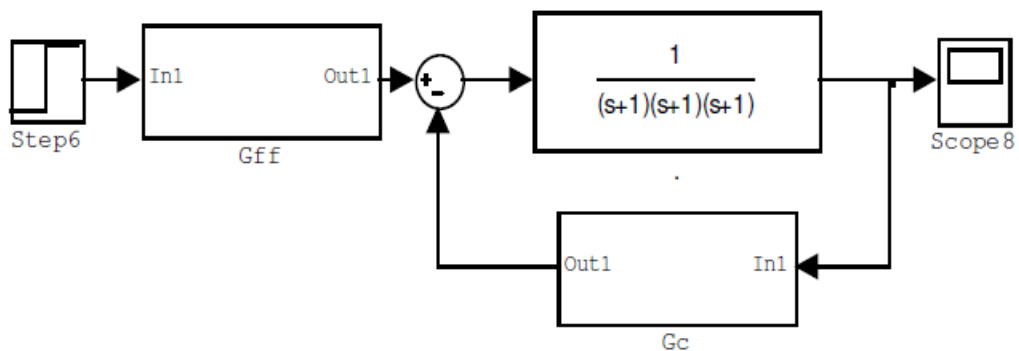 Step6
In1 Out1
Gff
+
−
1
(s+1)(s+1)(s+1)
.
Scope8
Out1 In1
Gc